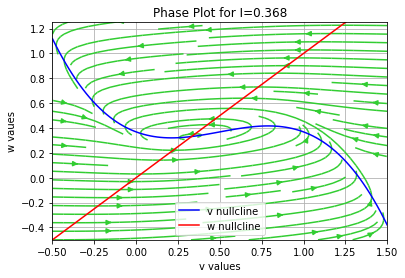 Phase Plot for I=0.368
w values
1.2
1.0
0.8
0.6
0.4
0.2
0.0
−0.2
−0.4
v nullcline
w nullcline
−0.50 −0.25 0.00 0.25 0.50 0.75 1.00 1.25 1.50
v values